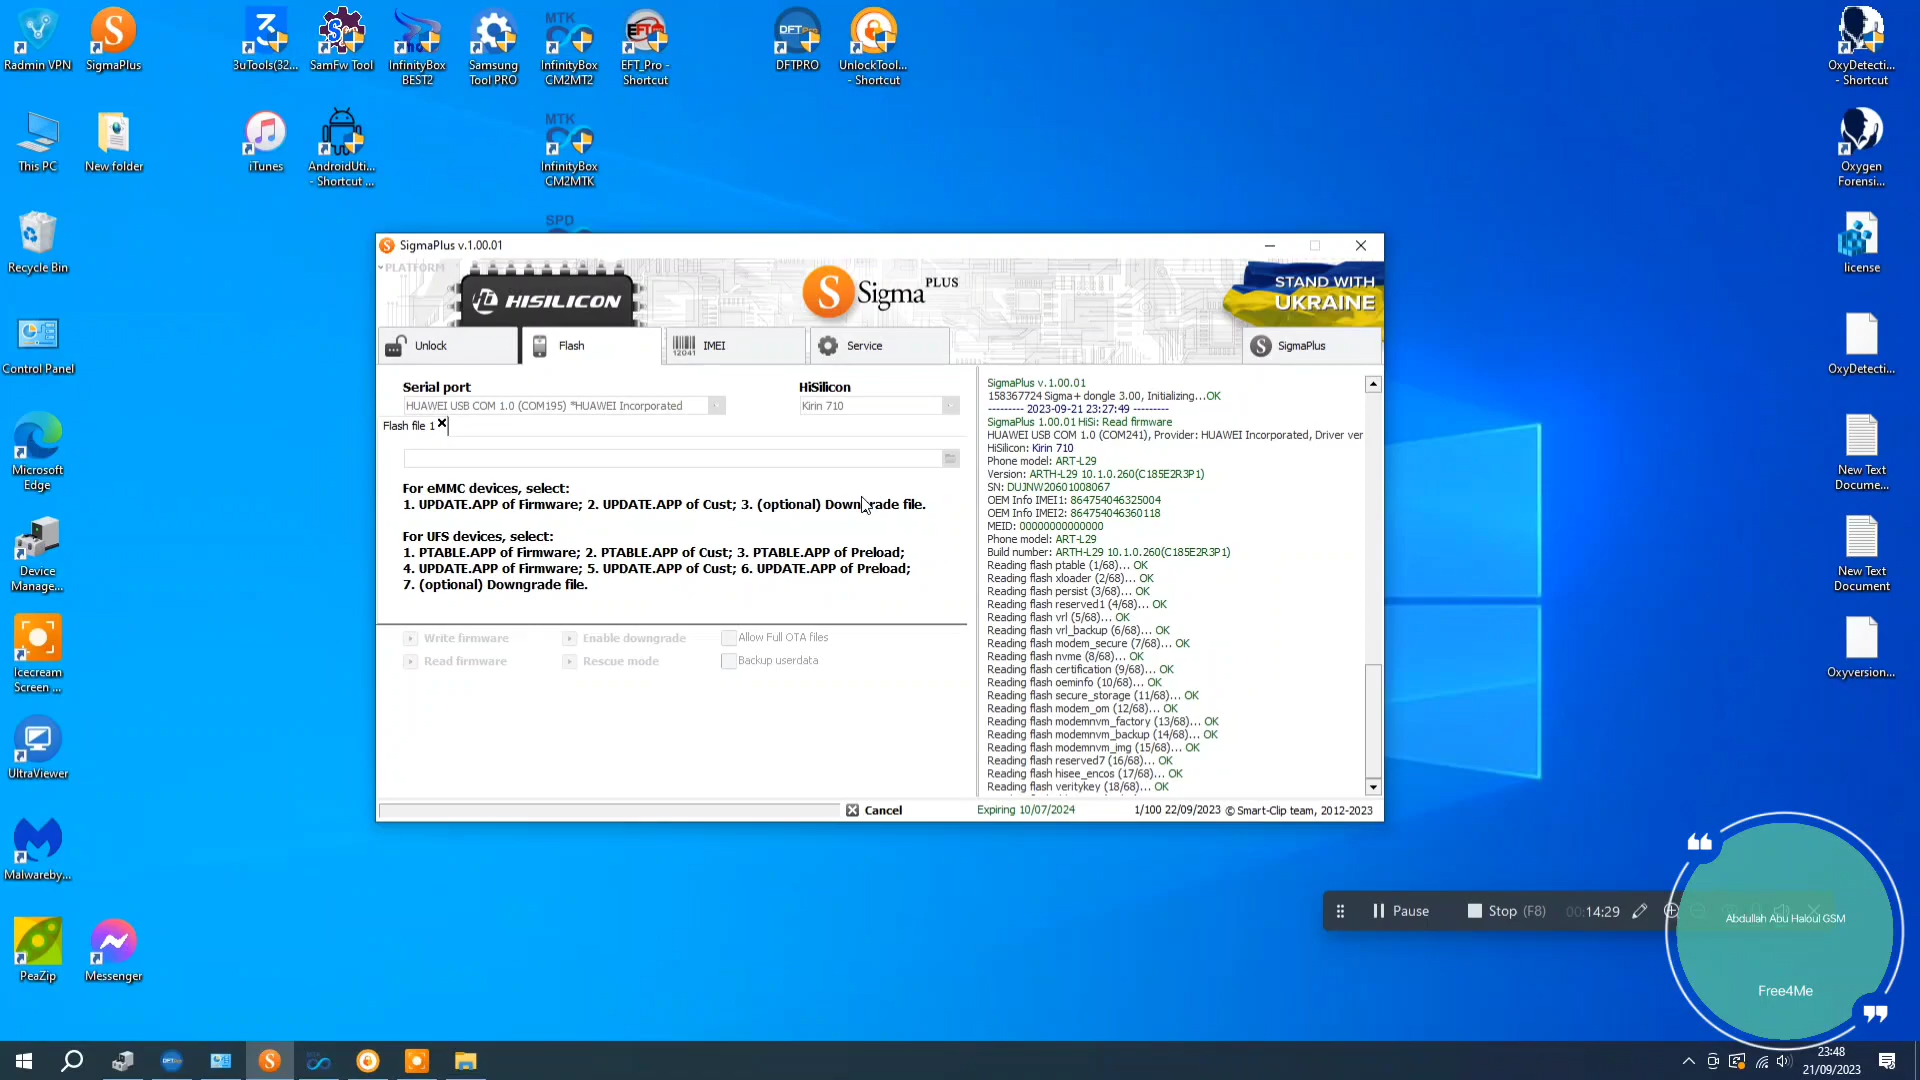 Radmin VPN
SigmaPlus
3uTools(32...
SamFw Tool
InfinityBox
BEST2
Samsung
Tool PRO
MTK
InfinityBox
CM2MT2
EFT
EFT_Pro -
Shortcut
DFTPro
DFTPRO
UnlockTool...
- Shortcut
OxyDetecti...
- Shortcut
This PC
New folder
iTunes
AndroidUti...
- Shortcut ...
MTK
InfinityBox
CM2MTK
Oxygen
Forensi...
SPD
Recycle Bin
license
Control Panel
OxyDetecti...
Microsoft
Edge
New Text
Docume...
Device
Manage...
New Text
Document
Icecream
Screen ...
Oxyversion...
UltraViewer
Malwareby...
PeaZip
Messenger
SigmaPlus v.1.00.01
PLATFORM
HISILICON
S Sigma PLUS
STAND WITH
UKRAINE
Unlock
Flash
12041
IMEI
Service
SigmaPlus
Serial port
HiSilicon
HUAWEI USB COM 1.0 (COM195) *HUAWEI Incorporated
Kirin 710
Flash file 1
For eMMC devices, select:
1. UPDATE.APP of Firmware; 2. UPDATE.APP of Cust; 3. (optional) Downgrade file.
For UFS devices, select:
1. PTABLE.APP of Firmware; 2. PTABLE.APP of Cust; 3. PTABLE.APP of Preload;
4. UPDATE.APP of Firmware; 5. UPDATE.APP of Cust; 6. UPDATE.APP of Preload;
7. (optional) Downgrade file.
Write firmware
Enable downgrade
Allow Full OTA files
Read firmware
Rescue mode
Backup userdata
SigmaPlus v.1.00.01
158367724 Sigma+ dongle 3.00, Initializing...OK
--------- 2023-09-21 23:27:49 ---------
SigmaPlus 1.00.01 HiSi: Read firmware
HUAWEI USB COM 1.0 (COM241), Provider: HUAWEI Incorporated, Driver ver
HiSilicon: Kirin 710
Phone model: ART-L29
Version: ARTH-L29 10.1.0.260(C185E2R3P1)
SN: DUJNW20601008067
OEM Info IMEI1: 864754046325004
OEM Info IMEI2: 864754046360118
MEID: 00000000000000
Phone model: ART-L29
Build number: ARTH-L29 10.1.0.260(C185E2R3P1)
Reading flash ptable (1/68)... OK
Reading flash xloader (2/68)... OK
Reading flash persist (3/68)... OK
Reading flash reserved1 (4/68)... OK
Reading flash vrl (5/68)... OK
Reading flash vrl_backup (6/68)... OK
Reading flash modem_secure (7/68)... OK
Reading flash nvme (8/68)... OK
Reading flash certification (9/68)... OK
Reading flash oeminfo (10/68)... OK
Reading flash secure_storage (11/68)... OK
Reading flash modem_om (12/68)... OK
Reading flash modemnvm_factory (13/68)... OK
Reading flash modemnvm_backup (14/68)... OK
Reading flash modemnvm_img (15/68)... OK
Reading flash reserved7 (16/68)... OK
Reading flash hisee_encos (17/68)... OK
Reading flash veritykey (18/68)... OK
Cancel
Expiring 10/07/2024
1/100 22/09/2023 © Smart-Clip team, 2012-2023
Pause
Stop (F8)
00:14:29
Abdullah Abu Haloul GSM
Free4Me
23:48
21/09/2023